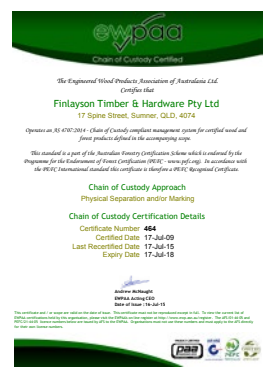 ewpaa
Chain of Custody Certified
The Engineered Wood Products Association of Australasia Ltd.
Certifies that
Finlayson Timber & Hardware Pty Ltd
17 Spine Street, Sumner, QLD, 4074
Operates an AS 4707:2014 - Chain of Custody compliant management system for certified wood and
forest products defined in the accompanying scope.
This standard is a part of the Australian Forestry Certification Scheme which is endorsed by the
Programme for the Endorsement of Forest Certification (PEFC - www.pefc.org). In accordance with
the PEFC International standard this certificate is therefore a PEFC Recognised Certificate.
Chain of Custody Approach
Physical Separation and/or Marking
Chain of Custody Certification Details
Certificate Number 464
Certified Date 17-Jul-09
Last Recertified Date 17-Jul-15
Expiry Date 17-Jul-18
Andrew McNaught
EWPAA Acting CEO
Date of Issue :16-Jul-15
paa
PEFC